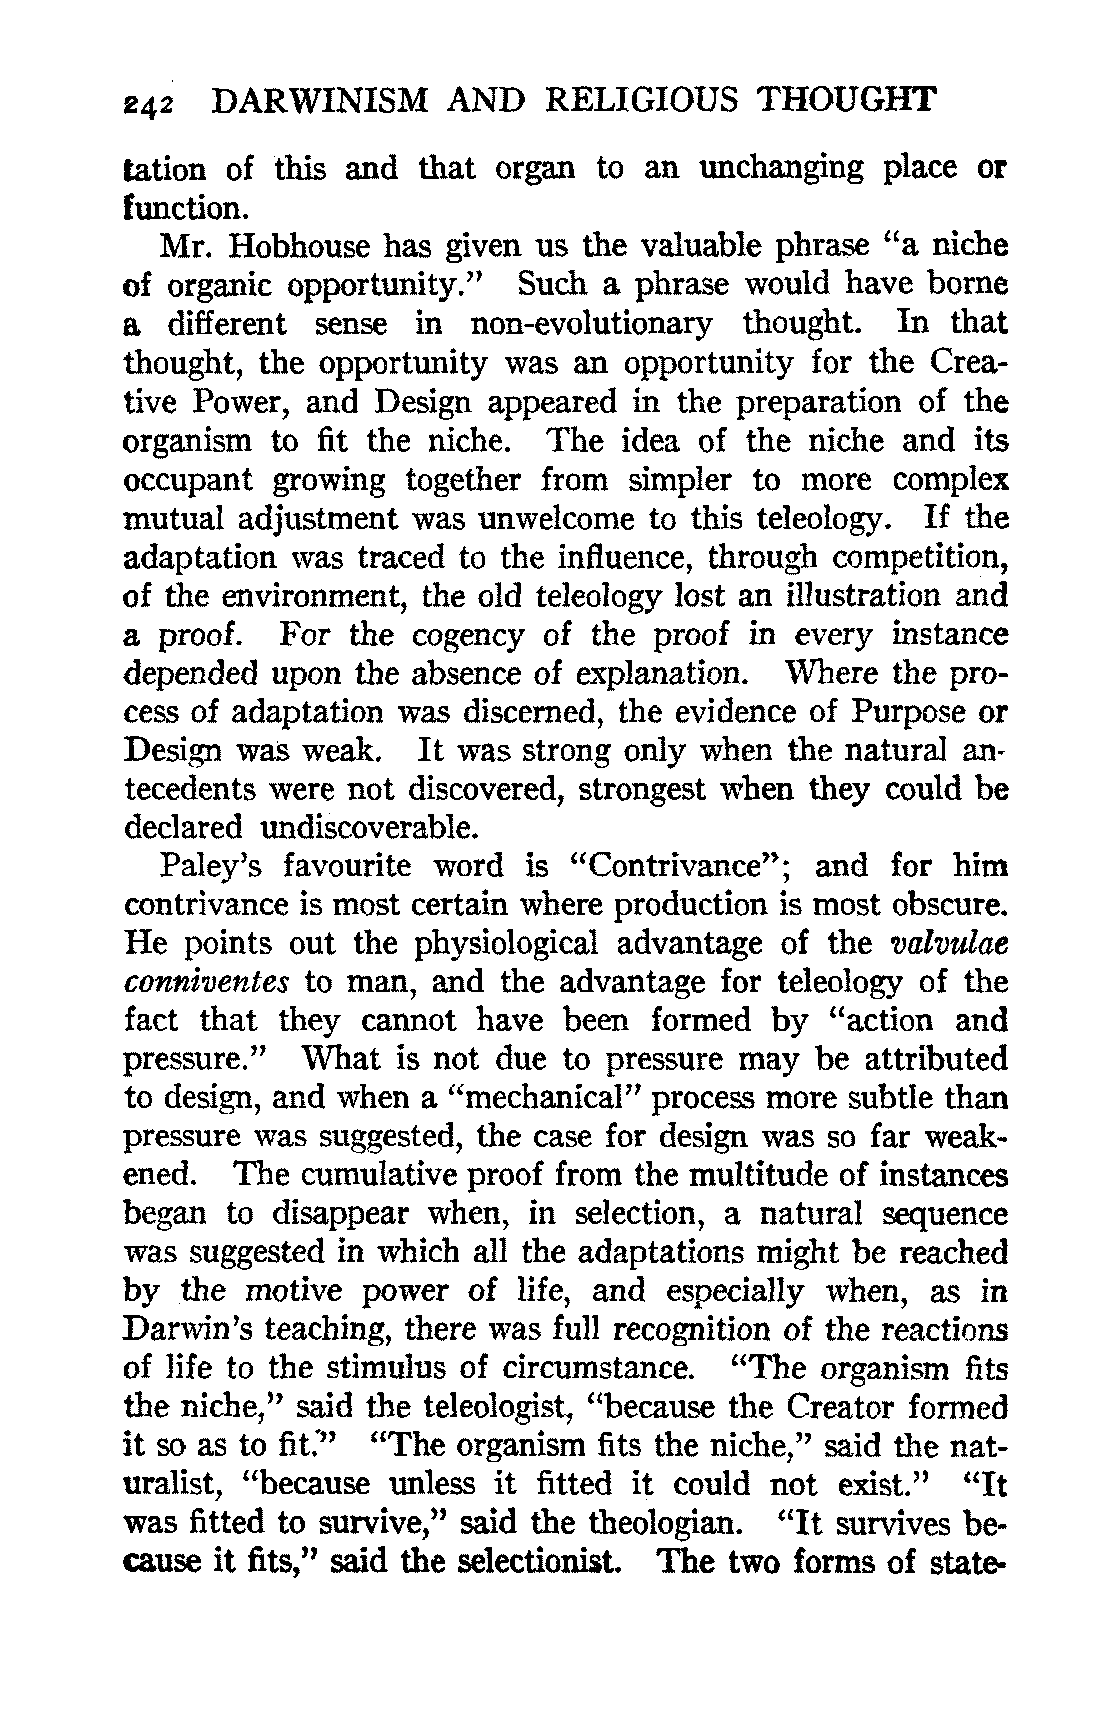 242 DARWINISM AND RELIGIOUS THOUGHT
tation of this and that organ to an unchanging place or
function.
Mr. Hobhouse has given us the valuable phrase “a niche
of organic opportunity.” Such a phrase would have borne
a different sense in non-evolutionary thought. In that
thought, the opportunity was an opportunity for the Crea-
tive Power, and Design appeared in the preparation of the
organism to fit the niche. The idea of the niche and its
occupant growing together from simpler to more complex
mutual adjustment was unwelcome to this teleology. If the
adaptation was traced to the influence, through competition,
of the environment, the old teleology lost an illustration and
a proof. For the cogency of the proof in every instance
depended upon the absence of explanation. Where the pro-
cess of adaptation was discerned, the evidence of Purpose or
Design was weak. It was strong only when the natural an-
tecedents were not discovered, strongest when they could be
declared undiscoverable.
Paley’s favourite word is “Contrivance”; and for him
contrivance is most certain where production is most obscure.
He points out the physiological advantage of the valvulae
conniventes to man, and the advantage for teleology of the
fact that they cannot have been formed by “action and
pressure.” What is not due to pressure may be attributed
to design, and when a “mechanical” process more subtle than
pressure was suggested, the case for design was so far weak-
ened. The cumulative proof from the multitude of instances
began to disappear when, in selection, a natural sequence
was suggested in which all the adaptations might be reached
by the motive power of life, and especially when, as in
Darwin’s teaching, there was full recognition of the reactions
of life to the stimulus of circumstance. “The organism fits
the niche,” said the teleologist, “because the Creator formed
it so as to fit.” “The organism fits the niche,” said the nat-
uralist, “because unless it fitted it could not exist.” “It
was fitted to survive,” said the theologian. “It survives be-
cause it fits,” said the selectionist. The two forms of state-